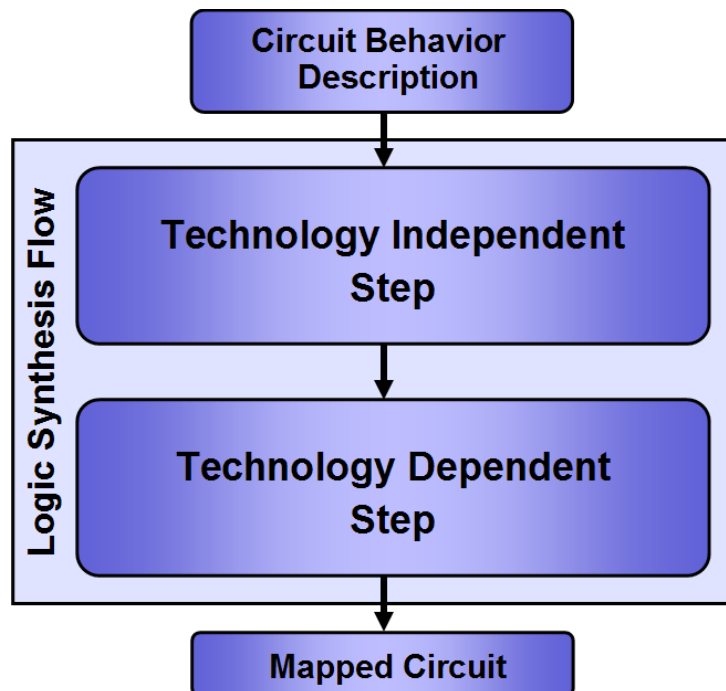 Circuit Behavior
Description
Logic Synthesis Flow
Technology Independent
Step
Technology Dependent
Step
Mapped Circuit